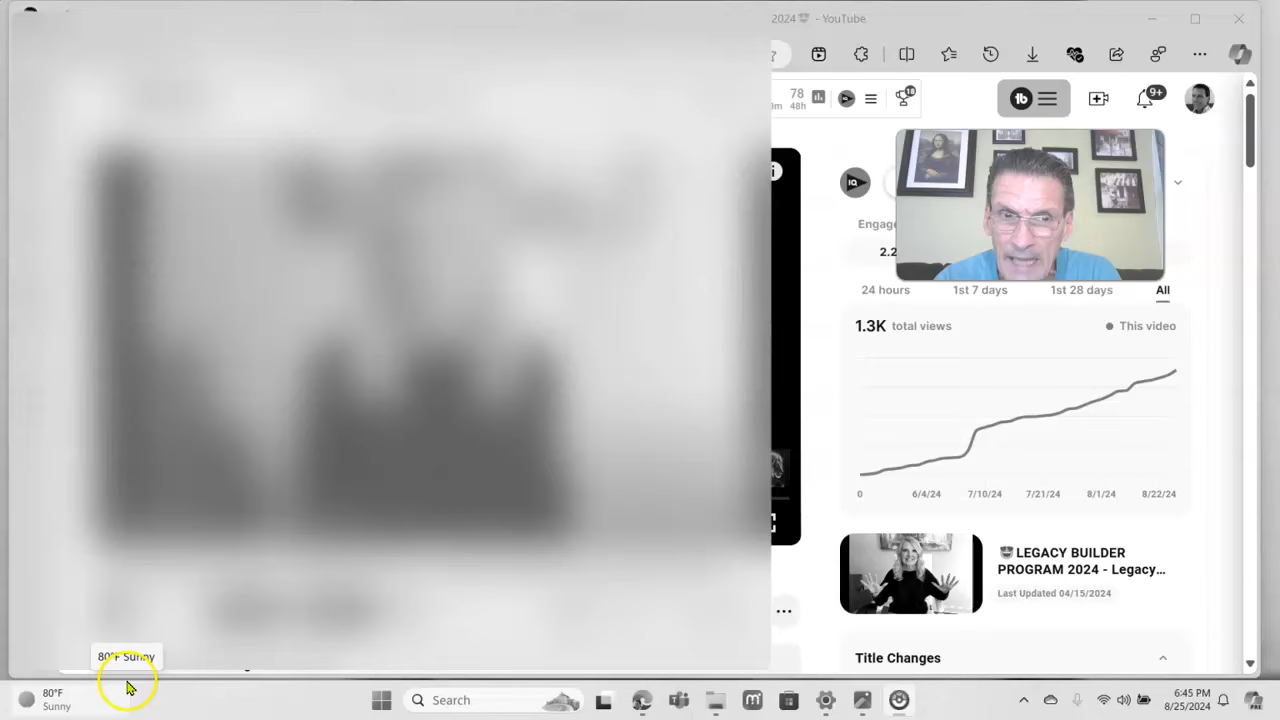 2024 - YouTube
78
48h
18
9+
IQ
Engage
2.2
24 hours
1st 7 days
1st 28 days
All
1.3K total views
This video
0
6/4/24
7/10/24
7/21/24
8/1/24
8/22/24
LEGACY BUILDER
PROGRAM 2024 - Legacy...
Last Updated 04/15/2024
Title Changes
80°F Sunny
80°F
Sunny
Search
6:45 PM
8/25/2024